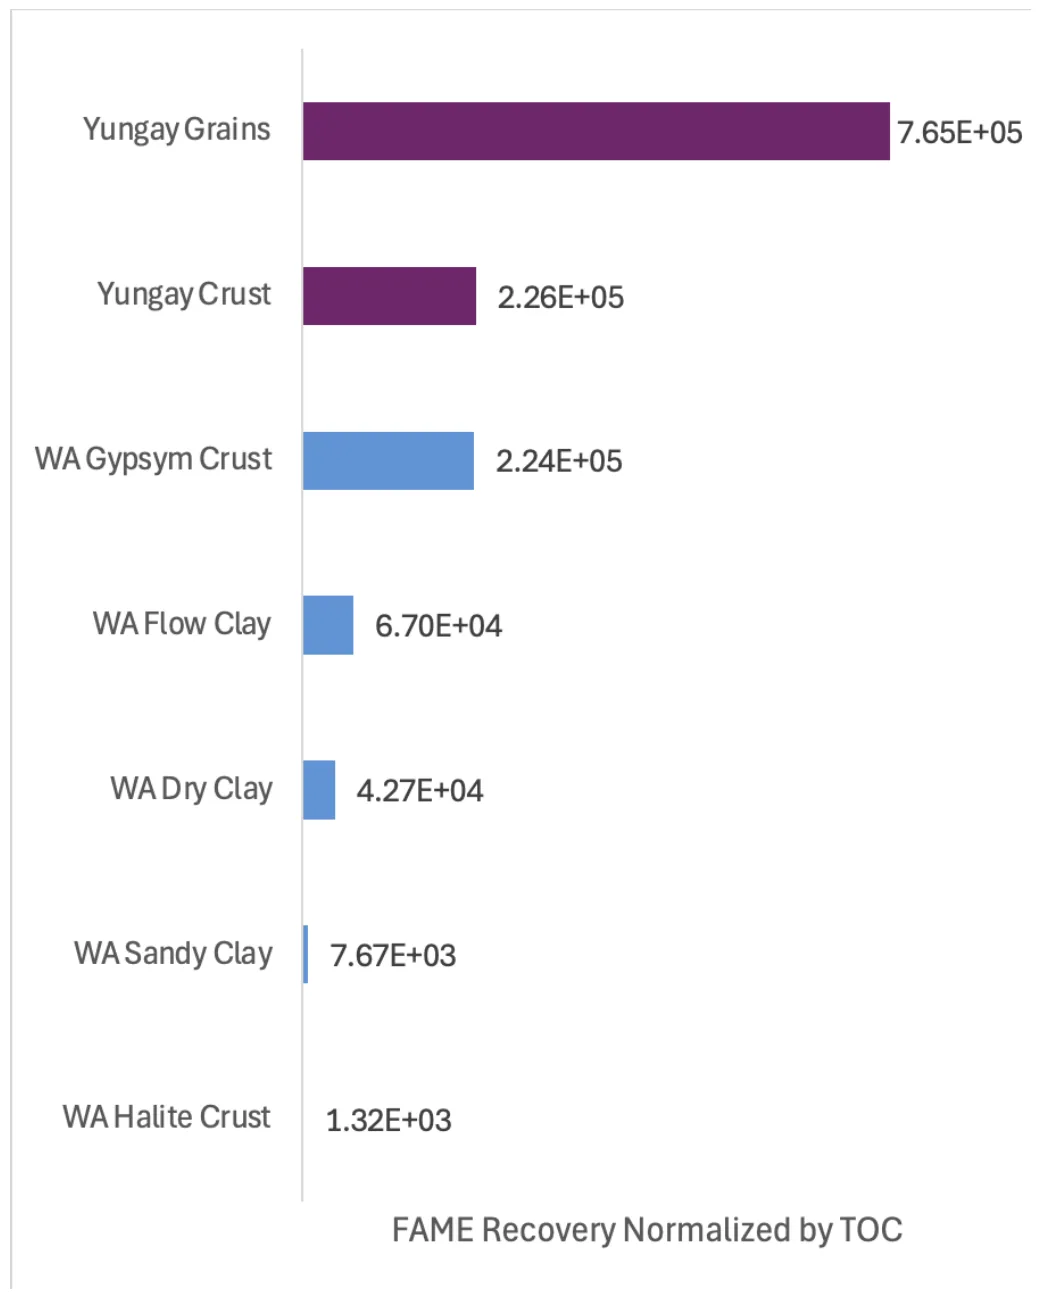 Yungay Grains 7.65E+05
Yungay Crust 2.26E+05
WA Gypsym Crust 2.24E+05
WA Flow Clay 6.70E+04
WA Dry Clay 4.27E+04
WA Sandy Clay 7.67E+03
WA Halite Crust 1.32E+03
FAME Recovery Normalized by TOC